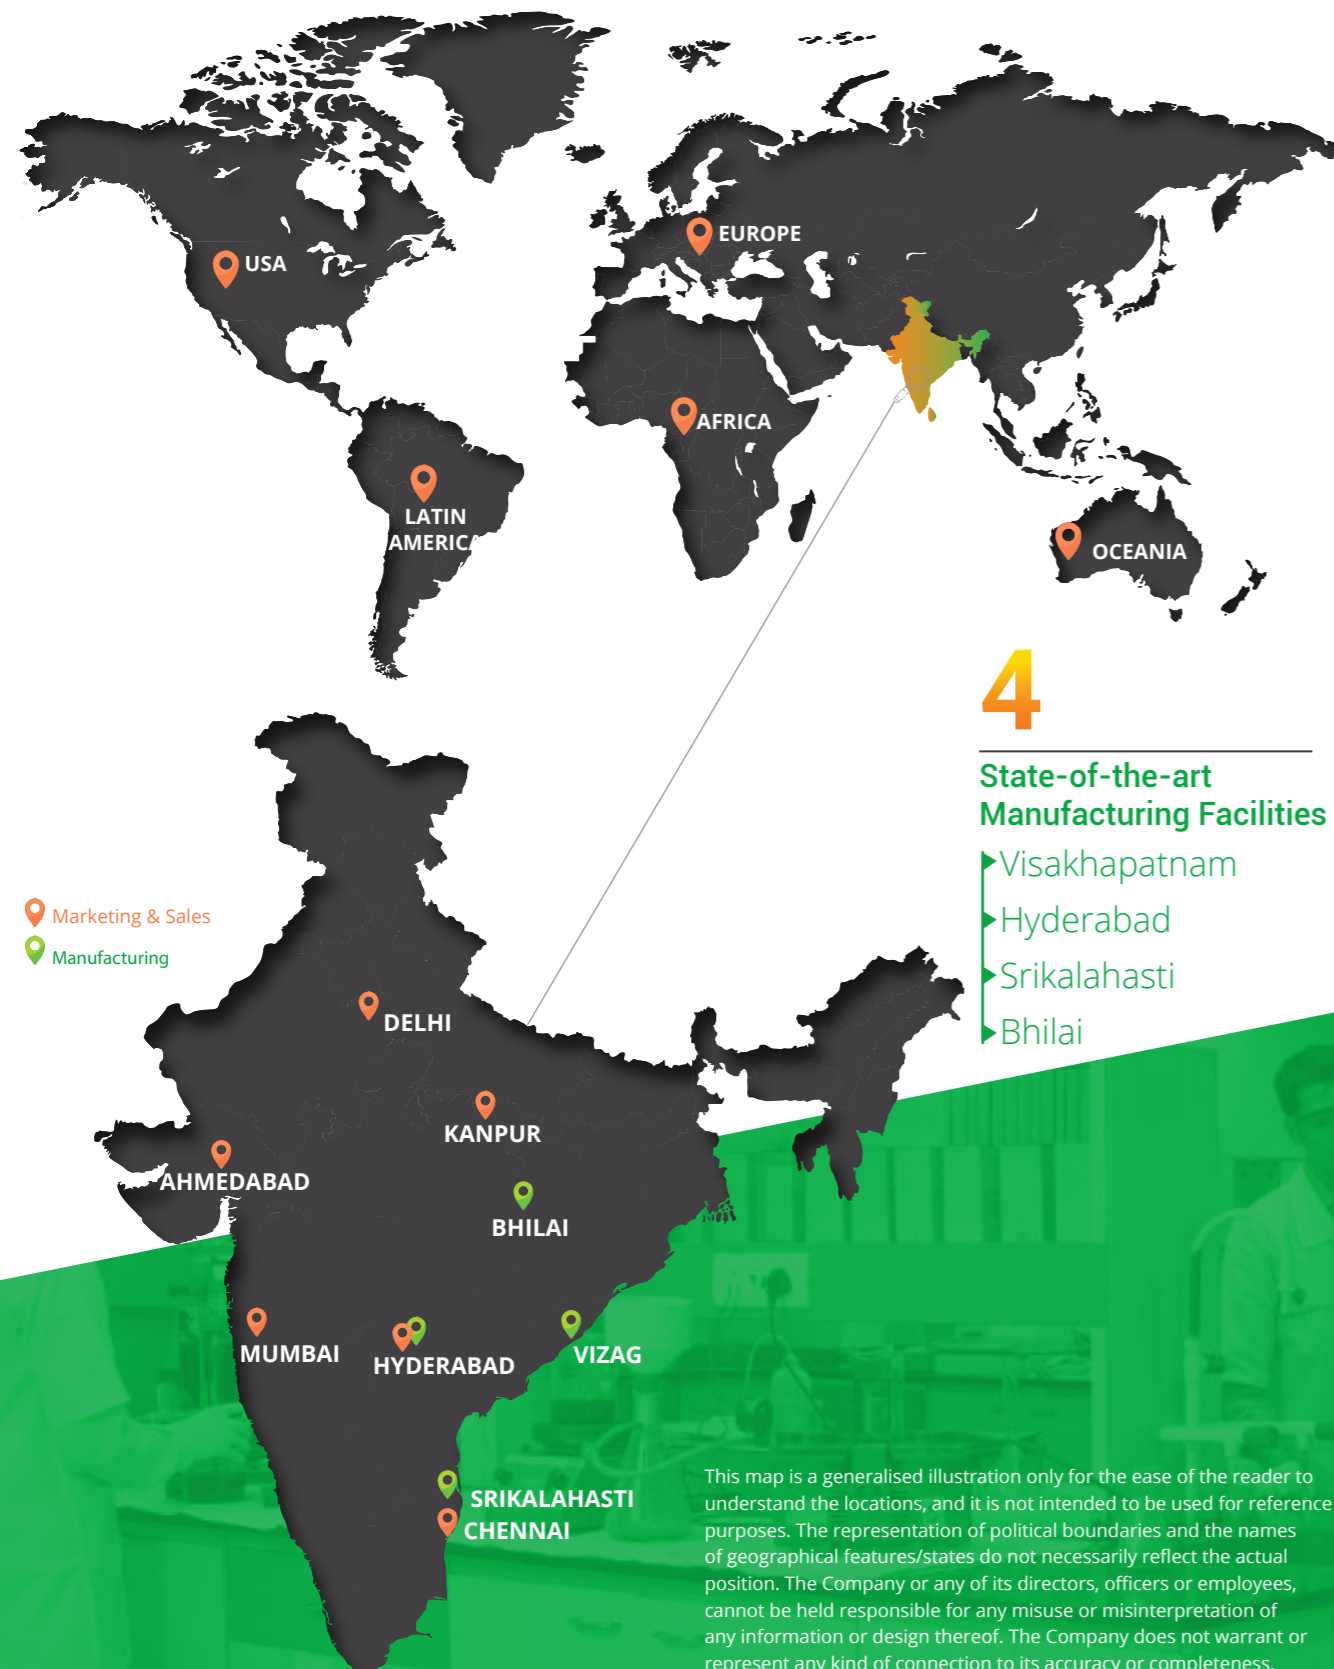 USA
EUROPE
AFRICA
LATIN
AMERICA
OCEANIA
4
State-of-the-art
Manufacturing Facilities
Visakhapatnam
Hyderabad
Srikalahasti
Bhilai
Marketing & Sales
Manufacturing
DELHI
KANPUR
AHMEDABAD
BHILAI
MUMBAI
HYDERABAD
VIZAG
SRIKALAHASTI
CHENNAI
This map is a generalised illustration only for the ease of the reader to
understand the locations, and it is not intended to be used for reference
purposes. The representation of political boundaries and the names
of geographical features/states do not necessarily reflect the actual
position. The Company or any of its directors, officers or employees,
cannot be held responsible for any misuse or misinterpretation of
any information or design thereof. The Company does not warrant or
represent any kind of connection to its accuracy or completeness.